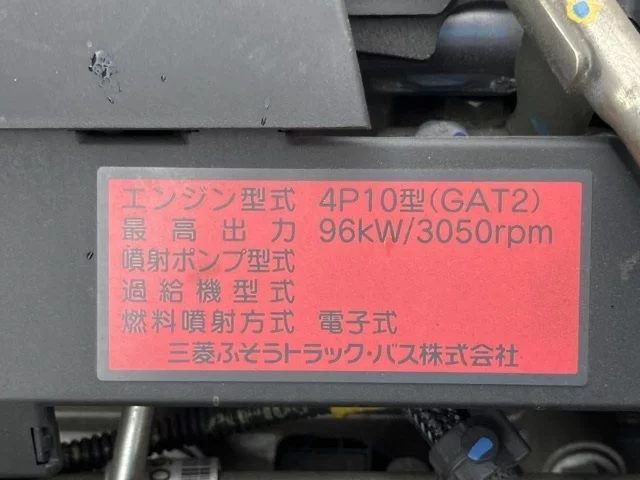 エンジン型式 4P10型(GAT2)
最高出力 96kW/3050rpm
噴射ポンプ型式
過給機型式
燃料噴射方式 電子式
三菱ふそうトラック・バス株式会社